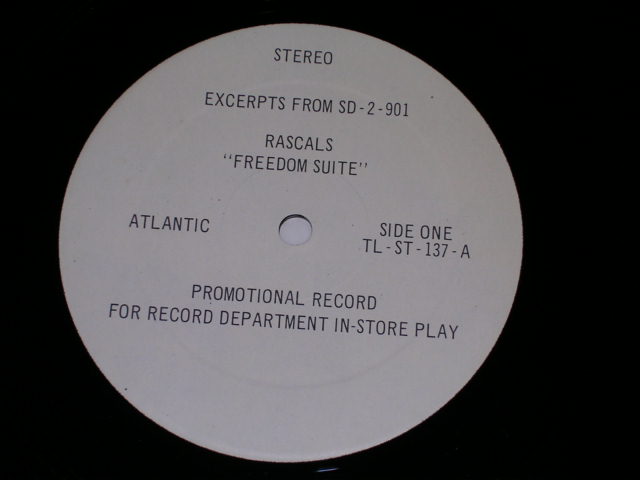 STEREO
EXCERPTS FROM SD-2-901
RASCALS
"FREEDOM SUITE"
ATLANTIC
SIDE ONE
TL-ST-137-A
PROMOTIONAL RECORD
FOR RECORD DEPARTMENT IN-STORE PLAY